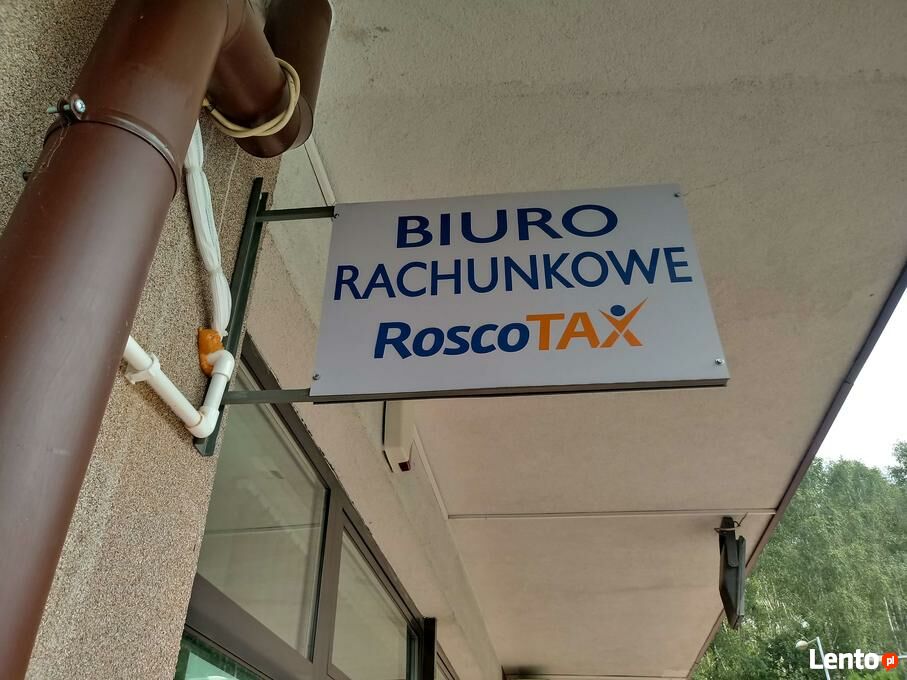 BIURO
RACHUNKOWE
RoscoTAX
Lento pl